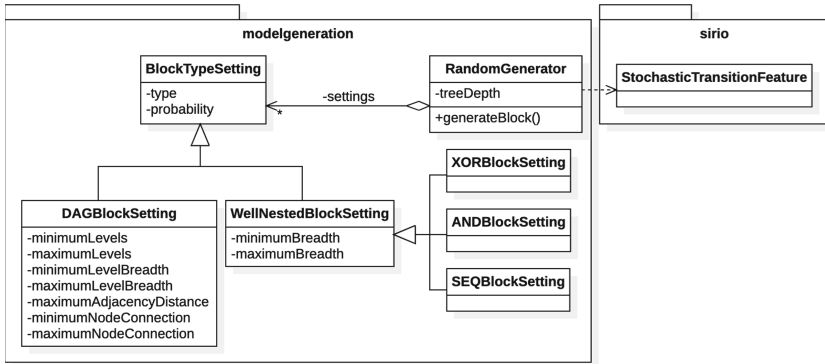 modelgeneration
sirio
BlockTypeSetting
-type
-probability
-settings
*
RandomGenerator
-treeDepth
+generateBlock()
StochasticTransitionFeature
DAGBlockSetting
-minimumLevels
-maximumLevels
-minimumLevelBreadth
-maximumLevelBreadth
-maximumAdjacencyDistance
-minimumNodeConnection
-maximumNodeConnection
WellNestedBlockSetting
-minimumBreadth
-maximumBreadth
XORBlockSetting
ANDBlockSetting
SEQBlockSetting